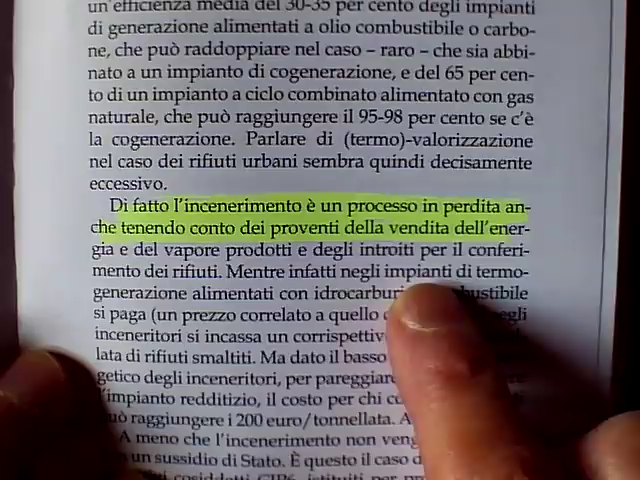 un'efficienza media del 30-35 per cento degli impianti
di generazione alimentati a olio combustibile o carbo-
ne, che può raddoppiare nel caso – raro – che sia abbi-
nato a un impianto di cogenerazione, e del 65 per cen-
to di un impianto a ciclo combinato alimentato con gas
naturale, che può raggiungere il 95-98 per cento se c'è
la cogenerazione. Parlare di (termo)-valorizzazione
nel caso dei rifiuti urbani sembra quindi decisamente
eccessivo.
Di fatto l'incenerimento è un processo in perdita an-
che tenendo conto dei proventi della vendita dell'ener-
gia e del vapore prodotti e degli introiti per il conferi-
mento dei rifiuti. Mentre infatti negli impianti di termo-
generazione alimentati con idrocarburi
si paga (un prezzo correlato a quello
inceneritori si incassa un
lata di rifiuti smaltiti. Ma dato il basso
getico degli inceneritori, per pareggiare
l'impianto redditizio, il costo per chi
può raggiungere i 200 euro/tonnellata.
A meno che l'incenerimento non
un sussidio di Stato. È questo il caso